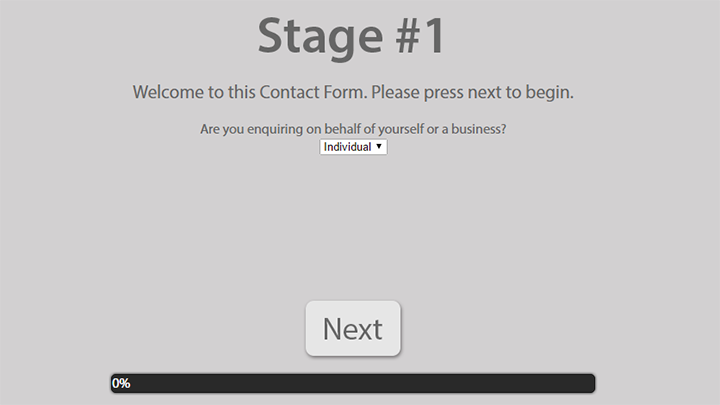 Stage #1
Welcome to this Contact Form. Please press next to begin.
Are you enquiring on behalf of yourself or a business?
Individual
Next
0%